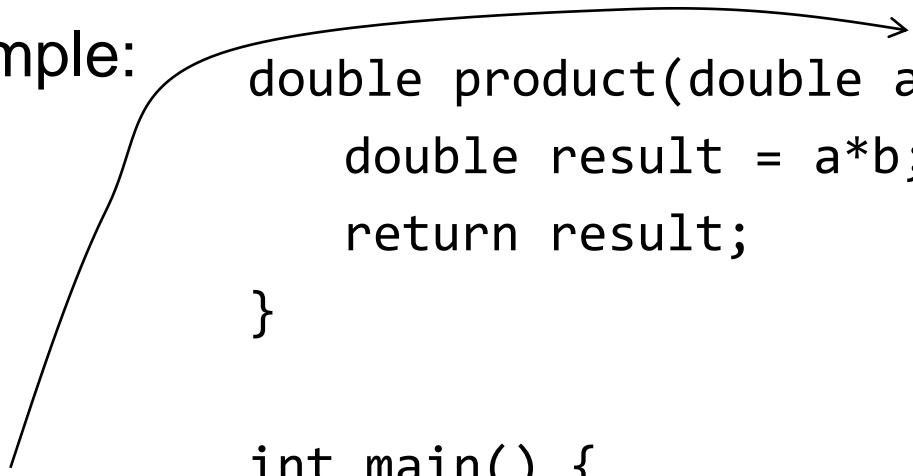 mple:
double product(double a
double result = a*b;
return result;
}
int main() {